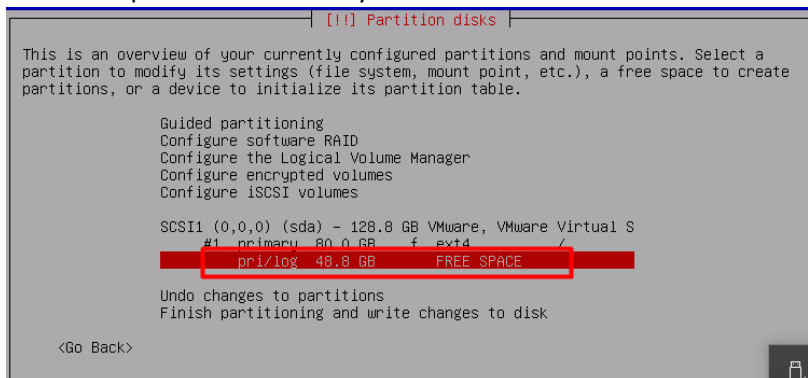 [!!] Partition disks
This is an overview of your currently configured partitions and mount points. Select a
partition to modify its settings (file system, mount point, etc.), a free space to create
partitions, or a device to initialize its partition table.
Guided partitioning
Configure software RAID
Configure the Logical Volume Manager
Configure encrypted volumes
Configure iSCSI volumes
SCSI1 (0,0,0) (sda) - 128.8 GB VMware, VMware Virtual S
#1 primary 80.0 GB f ext4 /
pri/log 48.8 GB FREE SPACE
Undo changes to partitions
Finish partitioning and write changes to disk
<Go Back>